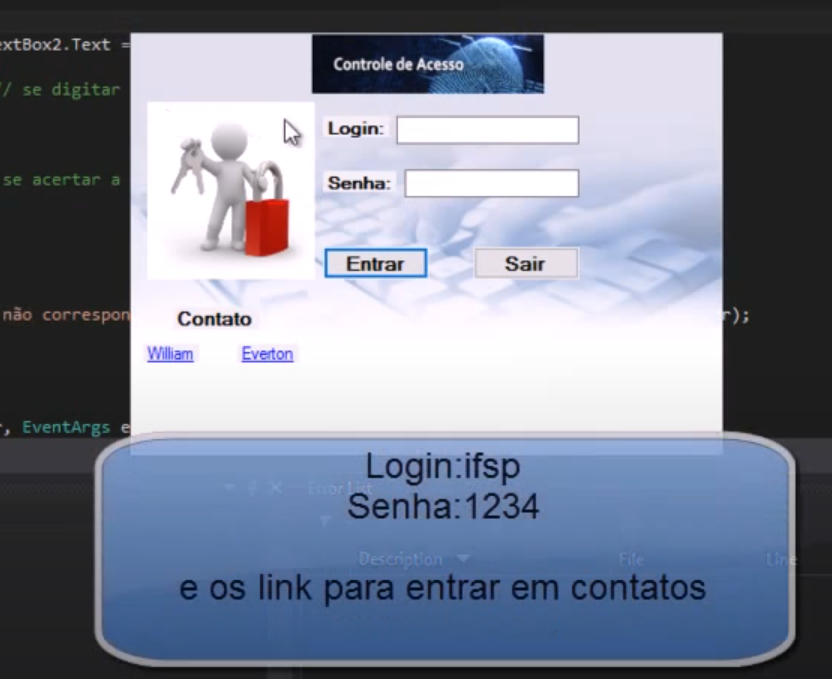 extBox2.Text =
Controle de Acesso
// se digitar
Login:
se acertar a
Senha:
Entrar Sair
não correspon r);
Contato
William Everton
, EventArgs e
Login:ifsp
Error List
Senha:1234
Description File Line
e os link para entrar em contatos